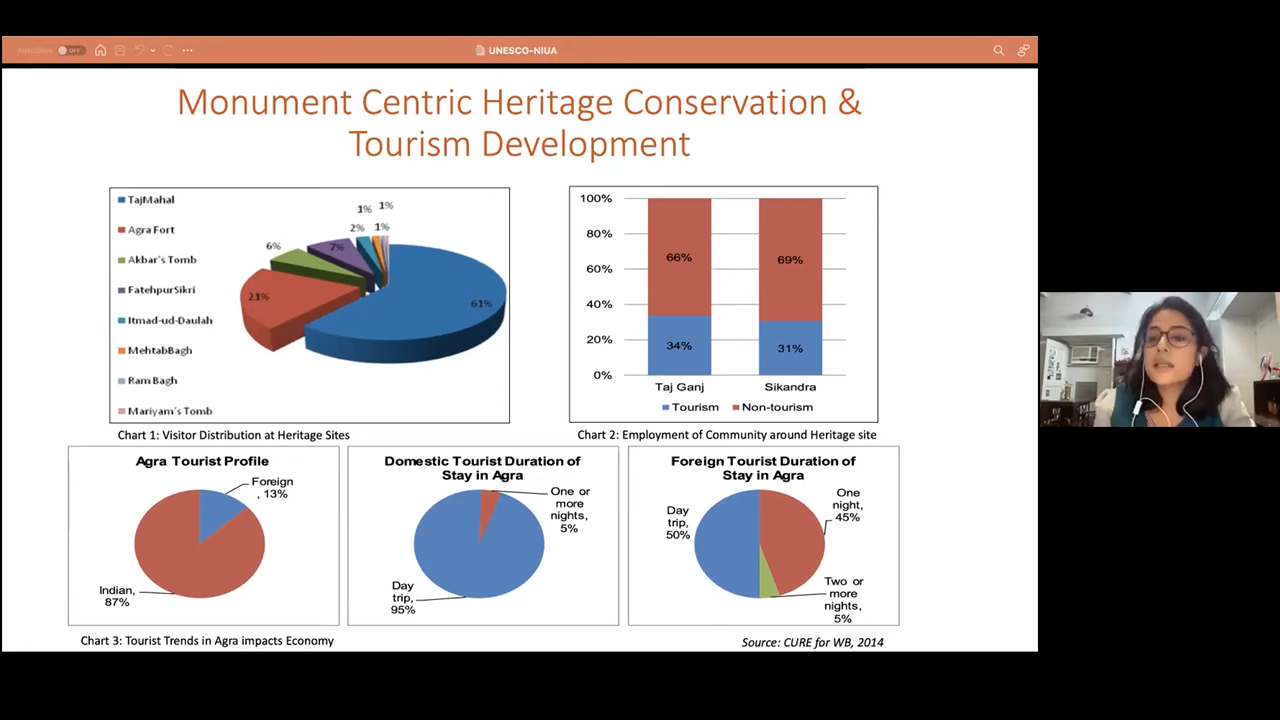 AutoSave OFF
UNESCO-NIUA
Monument Centric Heritage Conservation &
Tourism Development
TajMahal
Agra Fort
Akbar's Tomb
FatehpurSikri
Itmad-ud-Daulah
MehtabBagh
Ram Bagh
Mariyam's Tomb
1% 1%
2% 1%
6% 7%
21%
61%
Chart 1: Visitor Distribution at Heritage Sites
100%
80%
60%
40%
20%
0%
66% 69%
34% 31%
Taj Ganj Sikandra
Tourism Non-tourism
Chart 2: Employment of Community around Heritage site
Agra Tourist Profile
Foreign
, 13%
Indian,
87%
Domestic Tourist Duration of
Stay in Agra
One or
more
nights,
5%
Day
trip,
95%
Foreign Tourist Duration of
Stay in Agra
Day
trip,
50%
One
night,
45%
Two or
more
nights,
5%
Chart 3: Tourist Trends in Agra impacts Economy
Source: CURE for WB, 2014